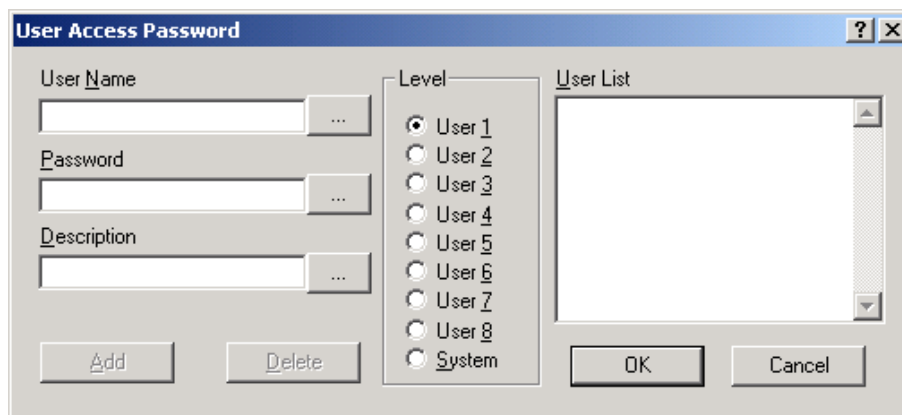 User Access Password
User Name
...
Password
...
Description
...
Add
Delete
Level
User 1
User 2
User 3
User 4
User 5
User 6
User 7
User 8
System
User List
OK
Cancel